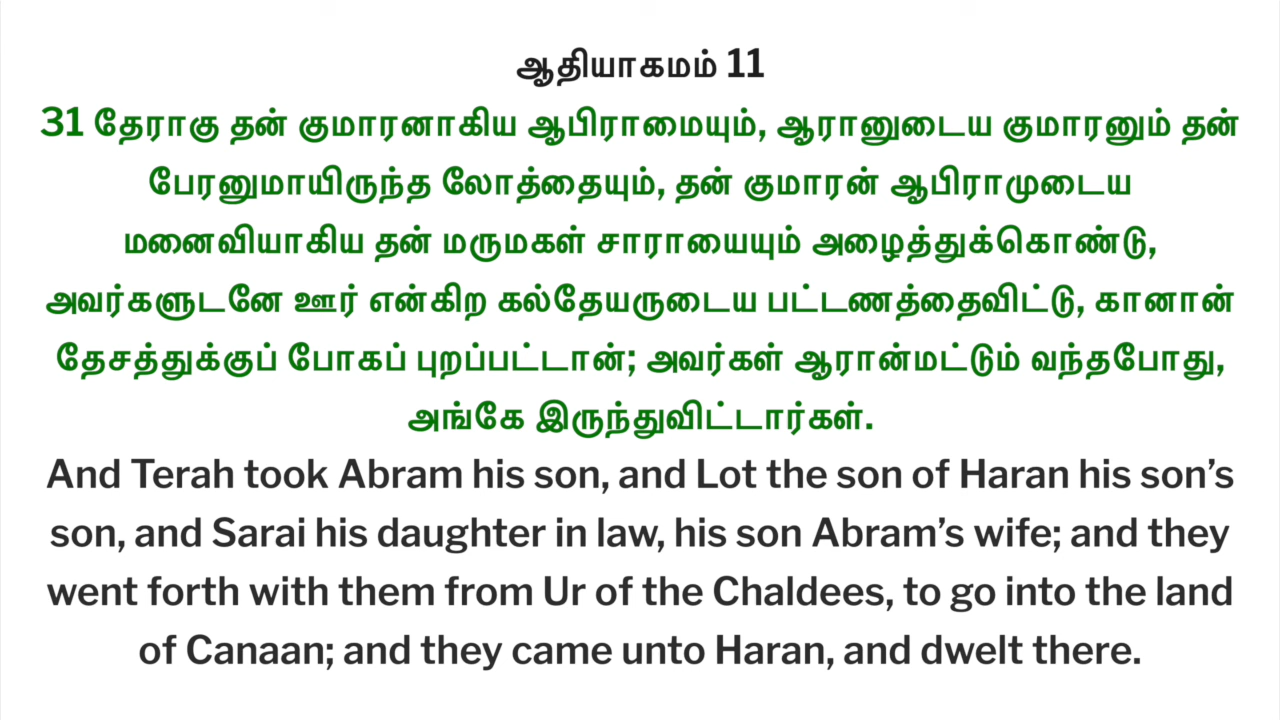 ஆதியாகமம் 11
31 தேராகு தன் குமாரனாகிய ஆபிராமையும், ஆரானுடைய குமாரனும் தன்
பேரனுமாயிருந்த லோத்தையும், தன் குமாரன் ஆபிராமுடைய
மனைவியாகிய தன் மருமகள் சாராயையும் அழைத்துக்கொண்டு,
அவர்களுடனே ஊர் என்கிற கல்தேயருடைய பட்டணத்தைவிட்டு, கானான்
தேசத்துக்குப் போகப் புறப்பட்டான்; அவர்கள் ஆரான்மட்டும் வந்தபோது,
அங்கே இருந்துவிட்டார்கள்.
And Terah took Abram his son, and Lot the son of Haran his son’s
son, and Sarai his daughter in law, his son Abram’s wife; and they
went forth with them from Ur of the Chaldees, to go into the land
of Canaan; and they came unto Haran, and dwelt there.